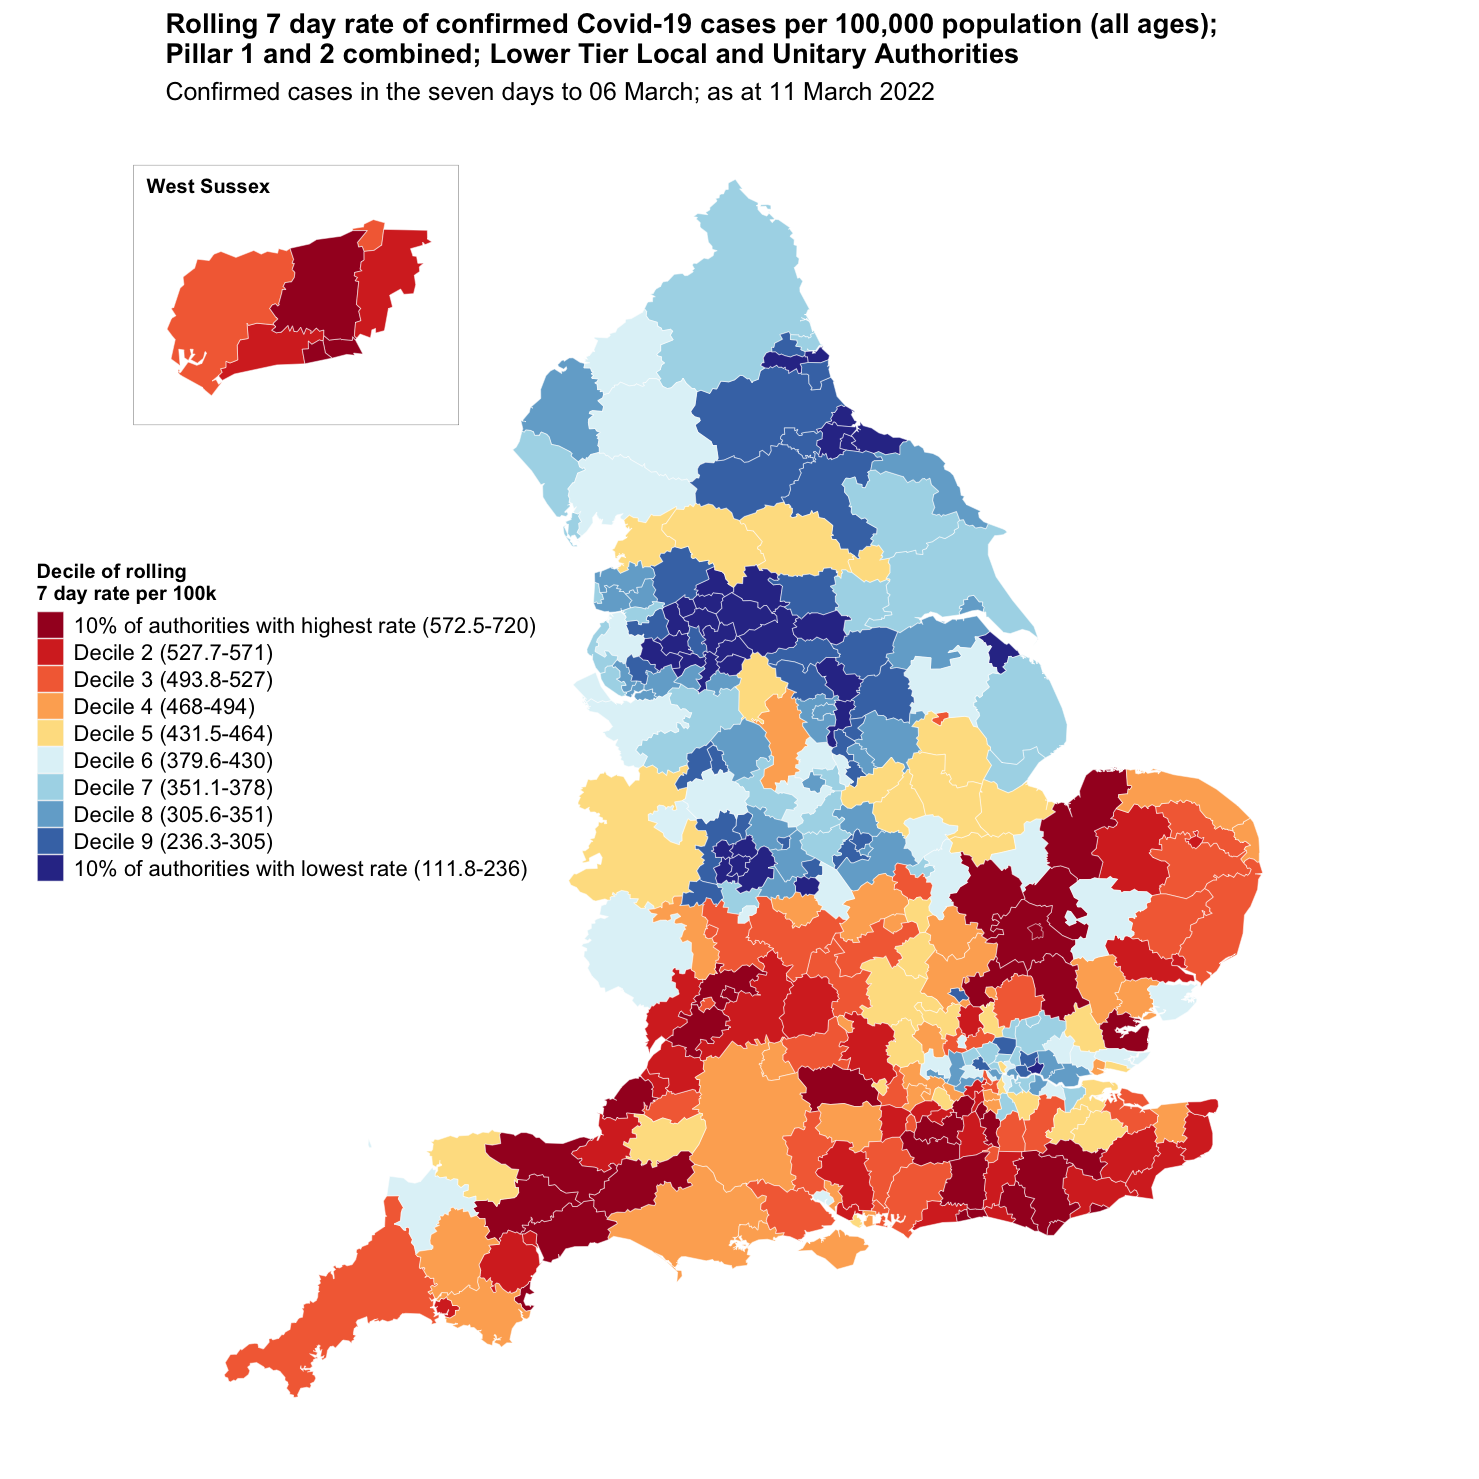 Rolling 7 day rate of confirmed Covid-19 cases per 100,000 population (all ages);
Pillar 1 and 2 combined; Lower Tier Local and Unitary Authorities
Confirmed cases in the seven days to 06 March; as at 11 March 2022
West Sussex
Decile of rolling
7 day rate per 100k
10% of authorities with highest rate (572.5-720)
Decile 2 (527.7-571)
Decile 3 (493.8-527)
Decile 4 (468-494)
Decile 5 (431.5-464)
Decile 6 (379.6-430)
Decile 7 (351.1-378)
Decile 8 (305.6-351)
Decile 9 (236.3-305)
10% of authorities with lowest rate (111.8-236)